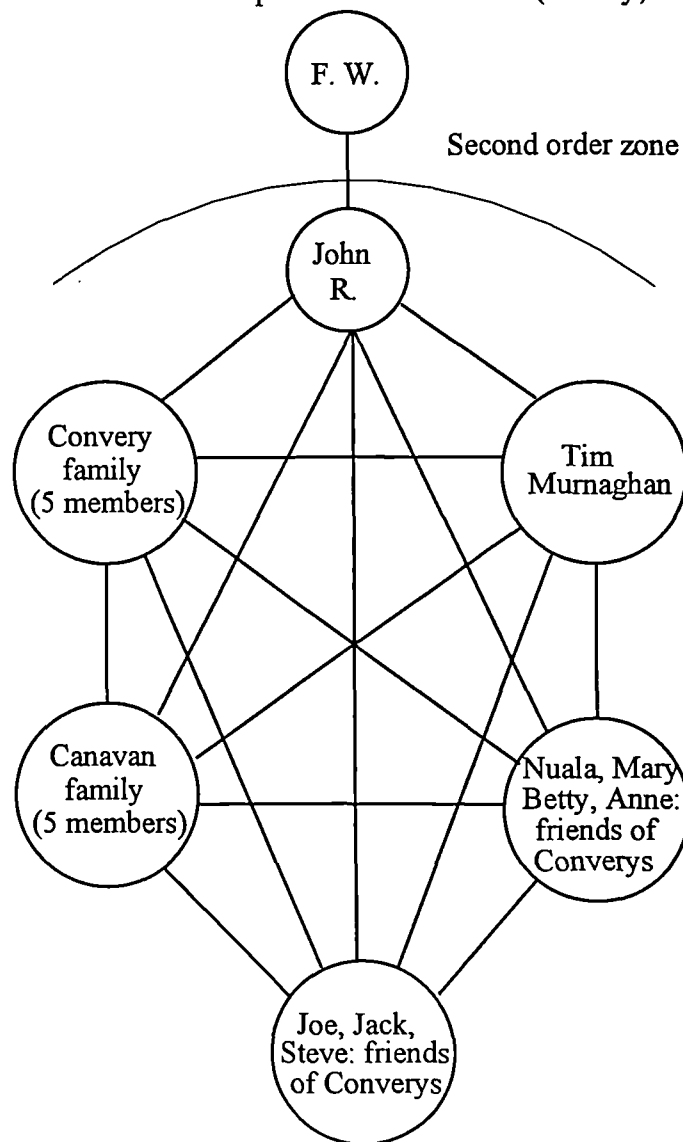 F. W.
Second order zone
John
R.
Convery
family
(5 members)
Tim
Murnaghan
Canavan
family
(5 members)
Nuala, Mary
Betty, Anne:
friends of
Converys
Joe, Jack,
Steve: friends
of Converys